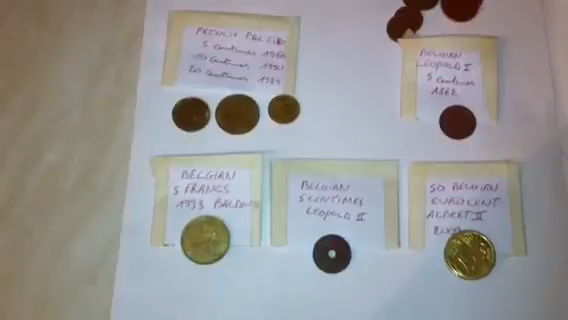 FRENCH PRE EURO
5 Centimes 1986
10 Centimes 1990
20 Centimes 1984
BELGIAN
LEOPOLD I
5 Centimes
1862
BELGIAN
5 FRANCS
1993 BALDWIN
BELGIAN
5 CENTIMES
LEOPOLD II
50 BELGIAN
EUROCENT
ALBERT II